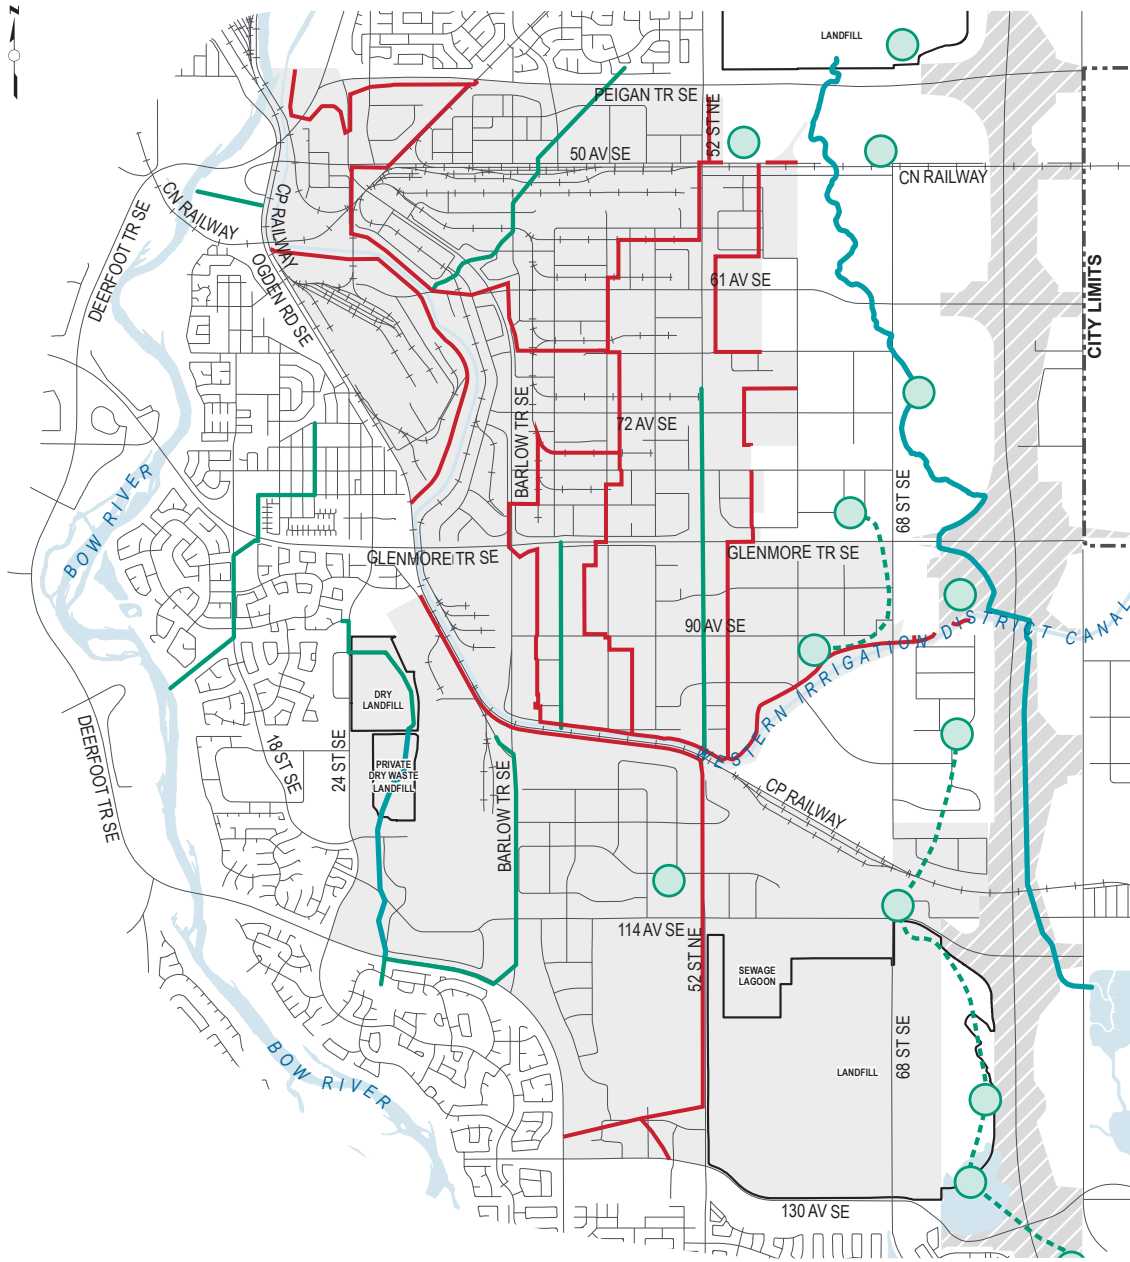 N
LANDFILL
PEIGAN TR SE
52 ST NE
50 AV SE
CN RAILWAY
CN RAILWAY
CP RAILWAY
DEERFOOT TR SE
OGDEN RD SE
61 AV SE
CITY LIMITS
BARLOW TR SE
72 AV SE
68 ST SE
BOW RIVER
GLENMORE TR SE
GLENMORE TR SE
90 AV SE
WESTERN IRRIGATION DISTRICT CANAL
DRY
LANDFILL
DEERFOOT TR SE
18 ST SE
24 ST SE
PRIVATE
DRY WASTE
LANDFILL
BARLOW TR SE
CP RAILWAY
114 AV SE
52 ST NE
SEWAGE
LAGOON
68 ST SE
BOW RIVER
LANDFILL
130 AV SE